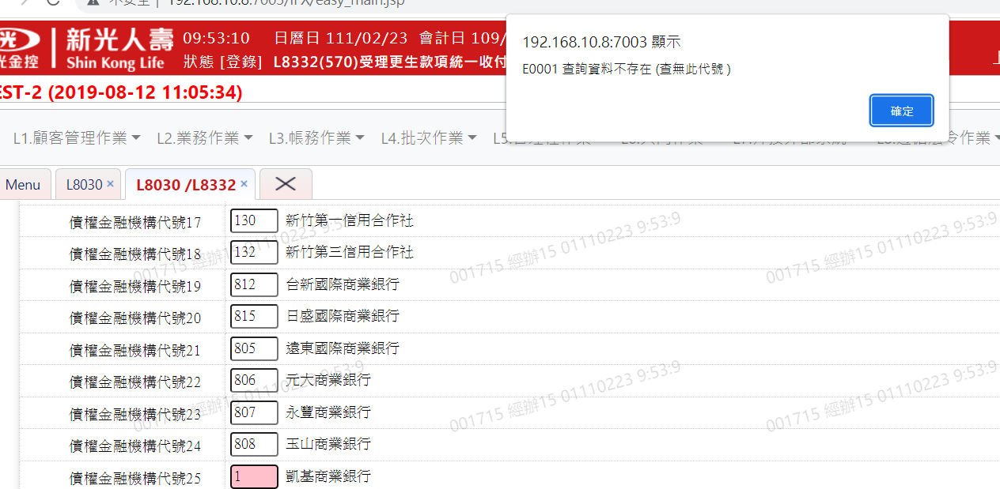 不安全 | 192.168.10.8:7003/iFX/easy_main.jsp
新光人壽
光金控
Shin Kong Life
09:53:10 日曆日 111/02/23 會計日 109/
狀態 [登錄] L8332(570)受理更生款項統一收付
192.168.10.8:7003 顯示
E0001 查詢資料不存在 (查無此代號 )
確定
EST-2 (2019-08-12 11:05:34)
L1.顧客管理作業 L2.業務作業 L3.帳務作業 L4.批次作業
Menu L8030 × L8030 /L8332 ×
債權金融機構代號17 130 新竹第一信用合作社
債權金融機構代號18 132 新竹第三信用合作社
債權金融機構代號19 812 台新國際商業銀行
債權金融機構代號20 815 日盛國際商業銀行
債權金融機構代號21 805 遠東國際商業銀行
債權金融機構代號22 806 元大商業銀行
債權金融機構代號23 807 永豐商業銀行
債權金融機構代號24 808 玉山商業銀行
債權金融機構代號25 1 凱基商業銀行
001715 經辦15 01110223 9:53:9
001715 經辦15 01110223 9:53:9
001715 經辦15 01110223 9:53:9
001715 經辦15 01110223 9:53:9
001715 經辦15 01110223 9:53:9
001715 經辦15 01110223 9:53:9